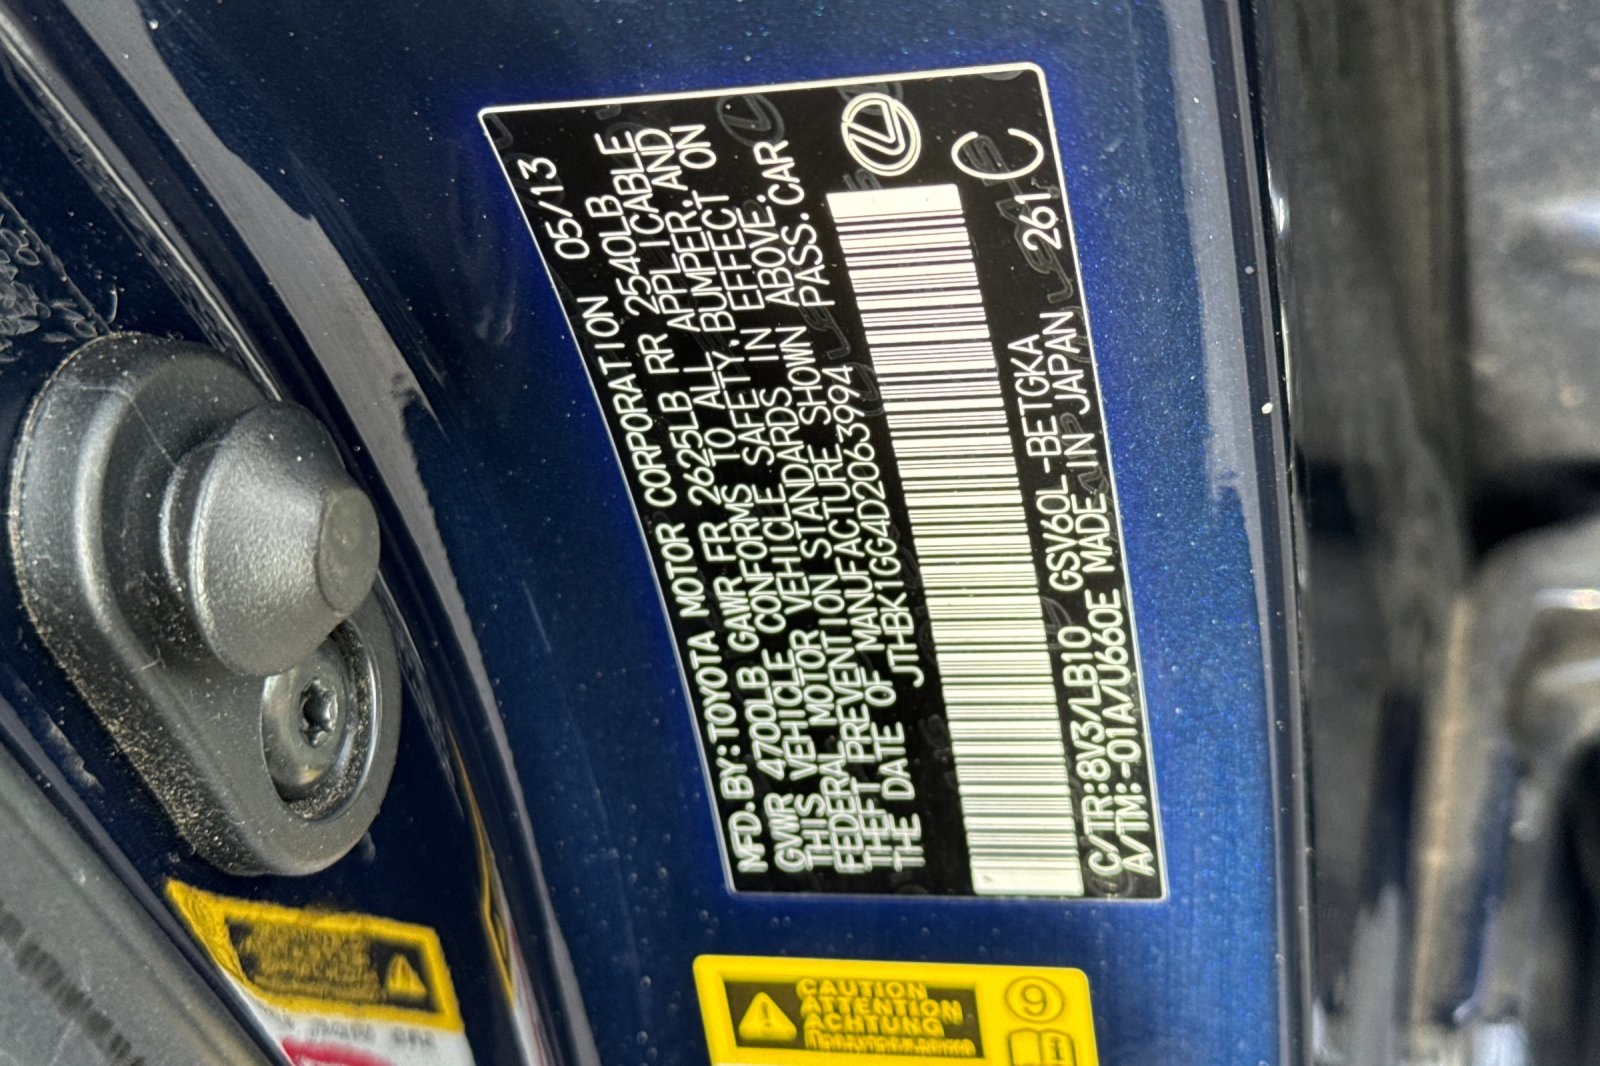 MFD.BY:TOYOTA MOTOR CORPORATION 05/13
GVWR 4700LB GAWR FR 2625LB RR 2540LB
THIS VEHICLE CONFORMS TO ALL APPLICABLE
FEDERAL MOTOR VEHICLE SAFETY, BUMPER, AND
THEFT PREVENTION STANDARDS IN EFFECT ON
THE DATE OF MANUFACTURE SHOWN ABOVE.
JTHBK1GG4D2063994 PASS.CAR
C/TR:8V3/LB10 GSV60L-BETGKA
A/TM:-01A/U660E MADE IN JAPAN 261
C
CAUTION
ATTENTION
ACHTUNG
Предупреждение
9